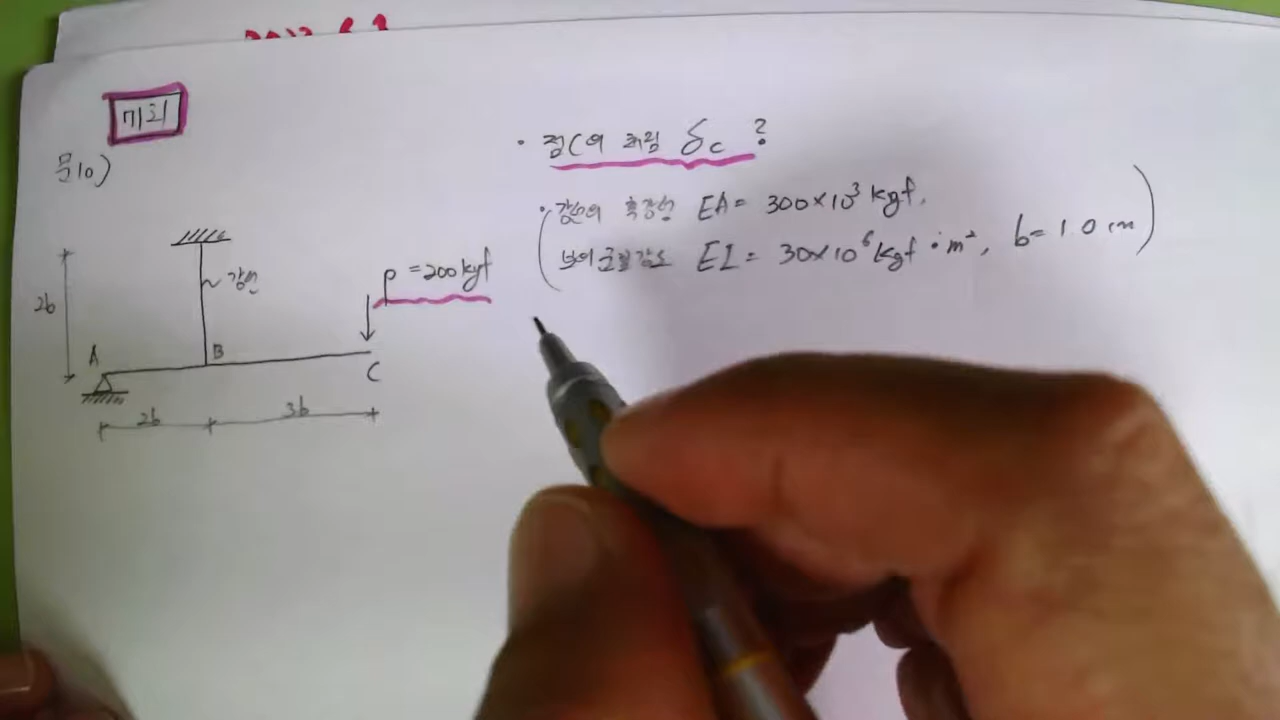 기의
문10)
• 점C의 처짐 δc ?
• 강선의 축강성 EA = 300×10³ kgf,
보의 굽힘강도 EI = 30×10⁶ kgf·m², b = 1.0 cm
강선
P = 200 kgf
2b
A
B
C
2b
3b